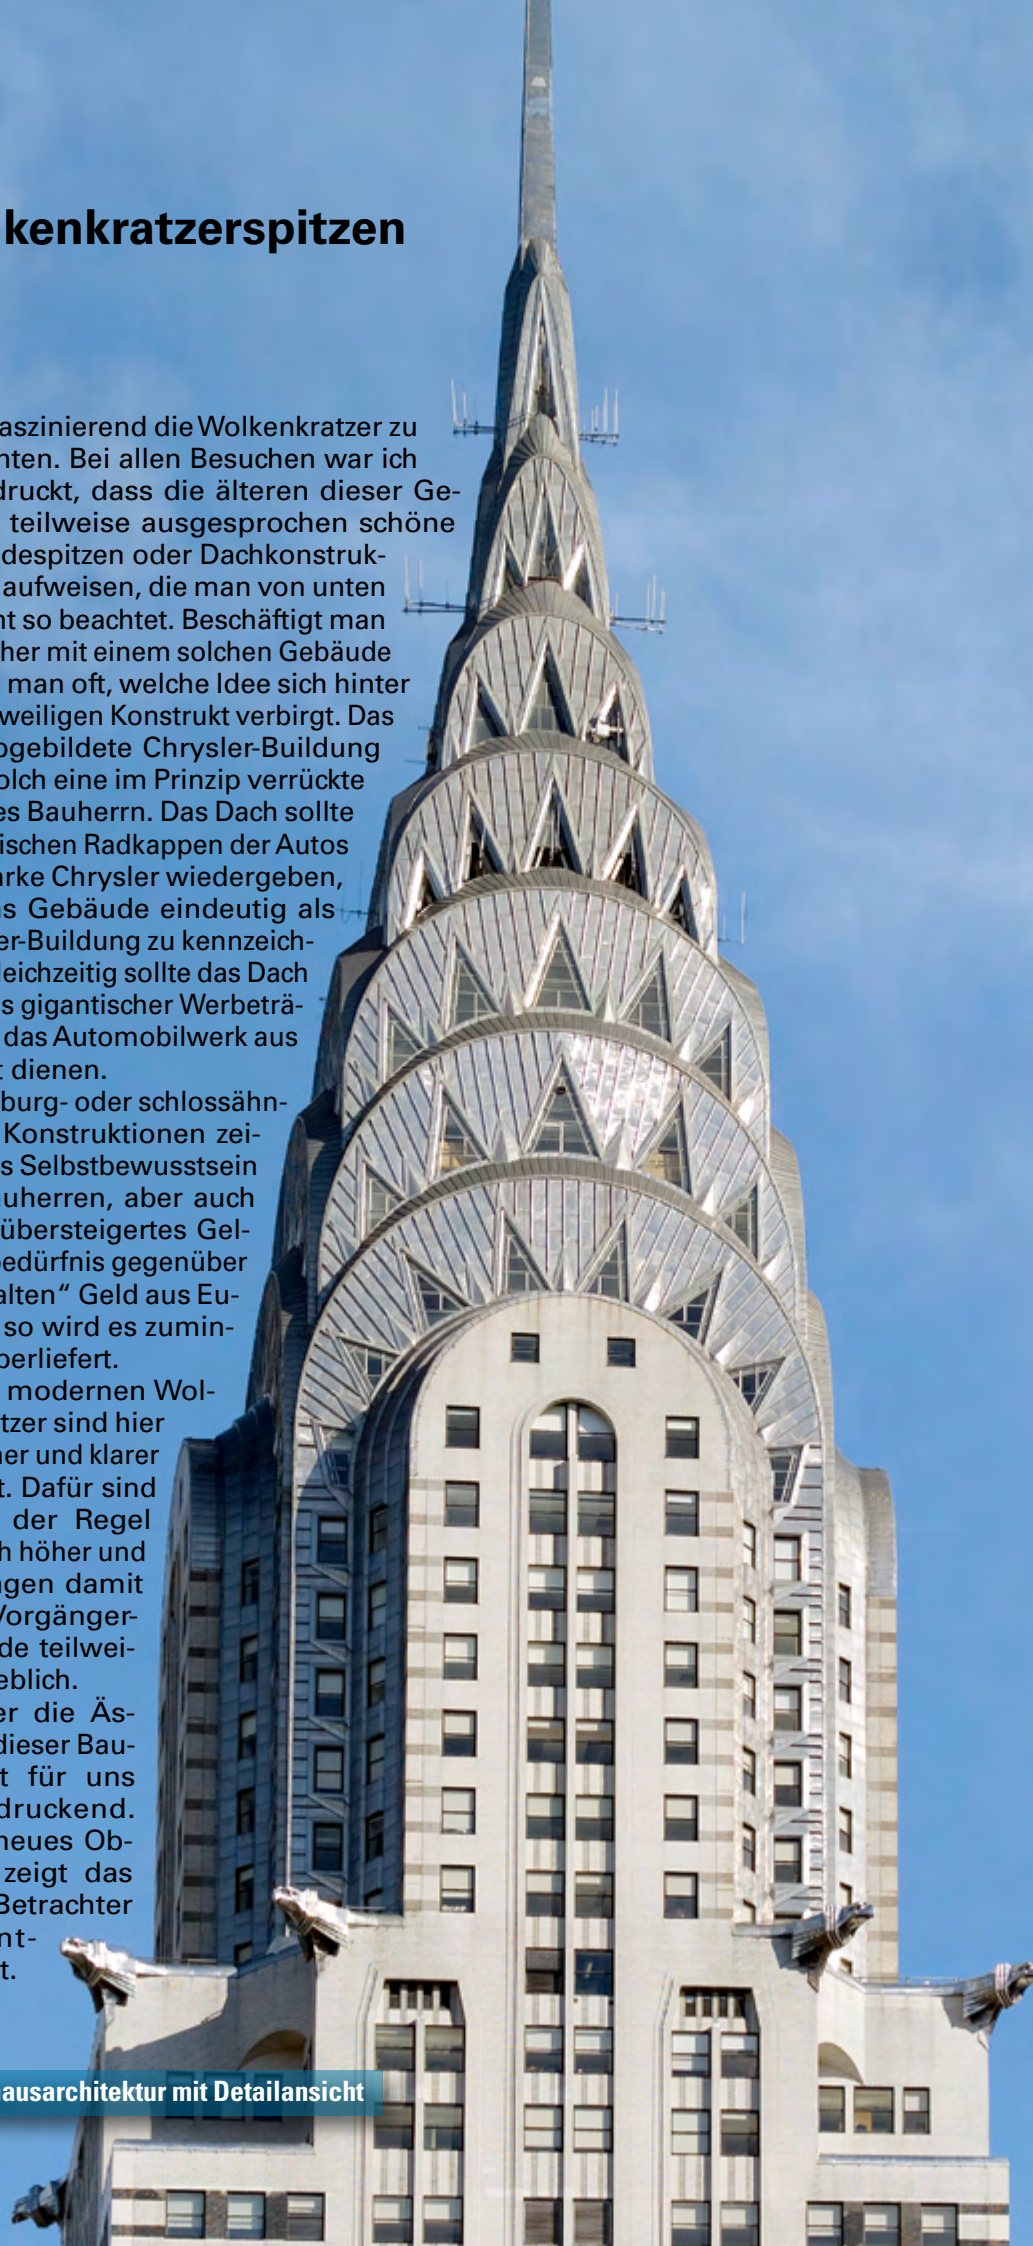 kenkratzerspitzen
aszinierend die Wolkenkratzer zu
nten. Bei allen Besuchen war ich
druckt, dass die älteren dieser Ge-
teilweise ausgesprochen schöne
despitzen oder Dachkonstruk-
aufweisen, die man von unten
ht so beachtet. Beschäftigt man
her mit einem solchen Gebäude
man oft, welche Idee sich hinter
weiligen Konstrukt verbirgt. Das
bgebildete Chrysler-Buildung
olch eine im Prinzip verrückte
es Bauherrn. Das Dach sollte
ischen Radkappen der Autos
arke Chrysler wiedergeben,
as Gebäude eindeutig als
er-Buildung zu kennzeich-
leichzeitig sollte das Dach
s gigantischer Werbeträ-
das Automobilwerk aus
t dienen.
burg- oder schlossähn-
Konstruktionen zei-
s Selbstbewusstsein
auherren, aber auch
übersteigertes Gel-
bedürfnis gegenüber
alten“ Geld aus Eu-
so wird es zumin-
berliefert.
modernen Wol-
tzer sind hier
her und klarer
t. Dafür sind
der Regel
h höher und
agen damit
Vorgänger-
de teilwei-
eblich.
er die Äs-
dieser Bau-
t für uns
druckend.
neues Ob-
zeigt das
Betrachter
nt-
t.
ausarchitektur mit Detailansicht